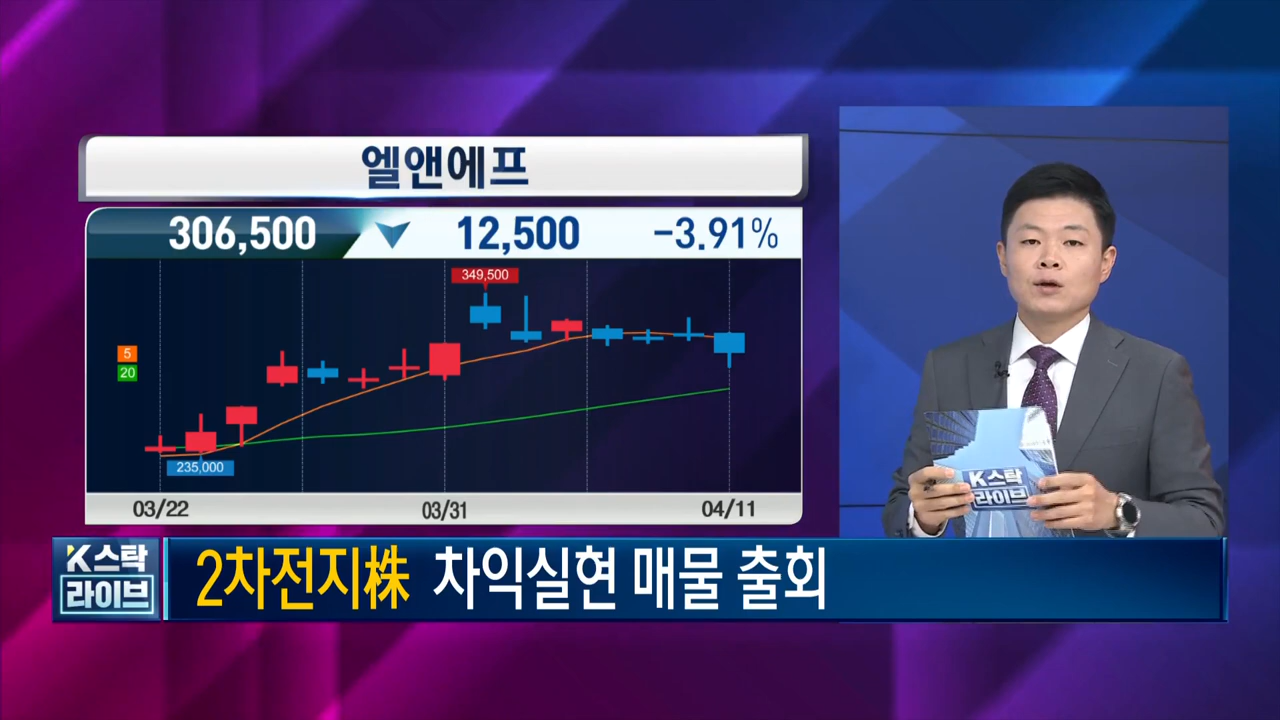 엘앤에프
306,500 ▼ 12,500 -3.91%
349,500
5
20
235,000
03/22 03/31 04/11
K스탁
라이브
K스탁
라이브
2차전지株 차익실현 매물 출회